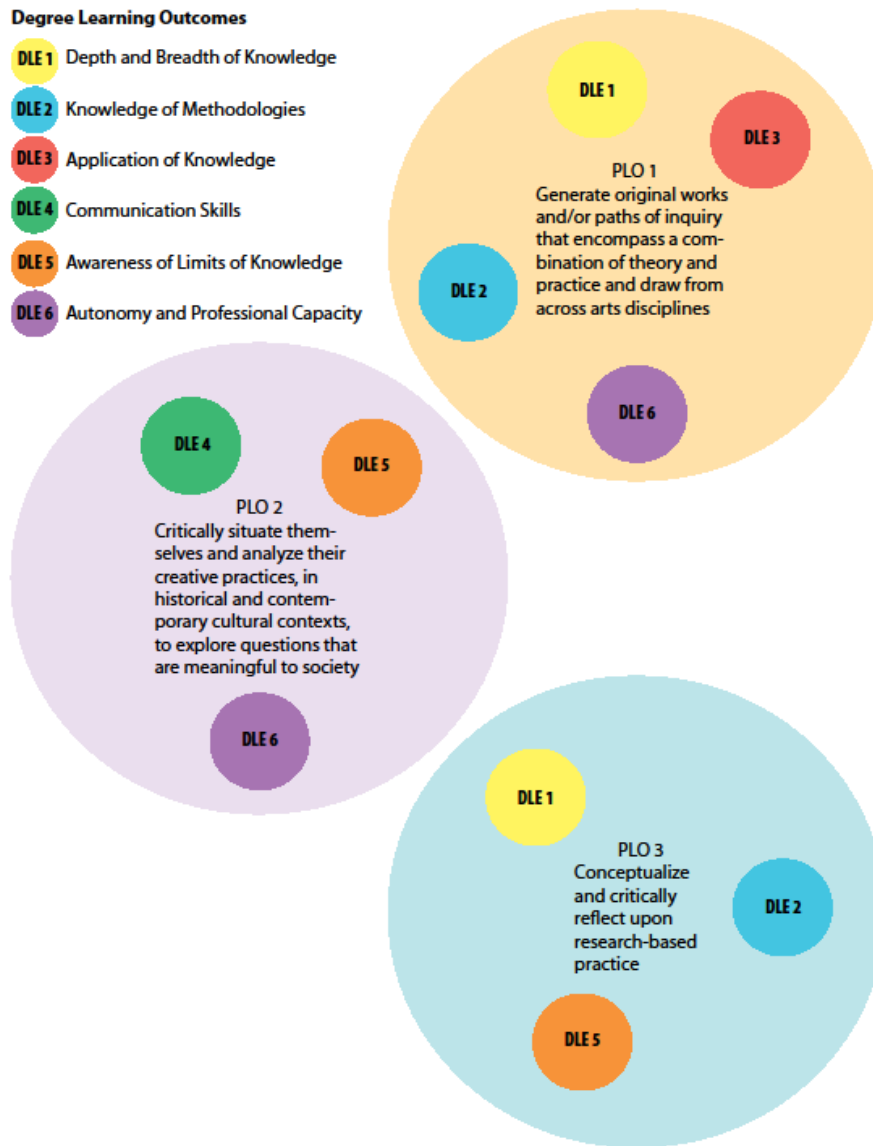 Degree Learning Outcomes
DLE 1 Depth and Breadth of Knowledge
DLE 2 Knowledge of Methodologies
DLE 3 Application of Knowledge
DLE 4 Communication Skills
DLE 5 Awareness of Limits of Knowledge
DLE 6 Autonomy and Professional Capacity
DLE 1
DLE 3
PLO 1
Generate original works
and/or paths of inquiry
that encompass a com-
bination of theory and
practice and draw from
across arts disciplines
DLE 2
DLE 6
DLE 4
DLE 5
PLO 2
Critically situate them-
selves and analyze their
creative practices, in
historical and contem-
porary cultural contexts,
to explore questions that
are meaningful to society
DLE 6
DLE 1
PLO 3
Conceptualize
and critically
reflect upon
research-based
practice
DLE 2
DLE 5